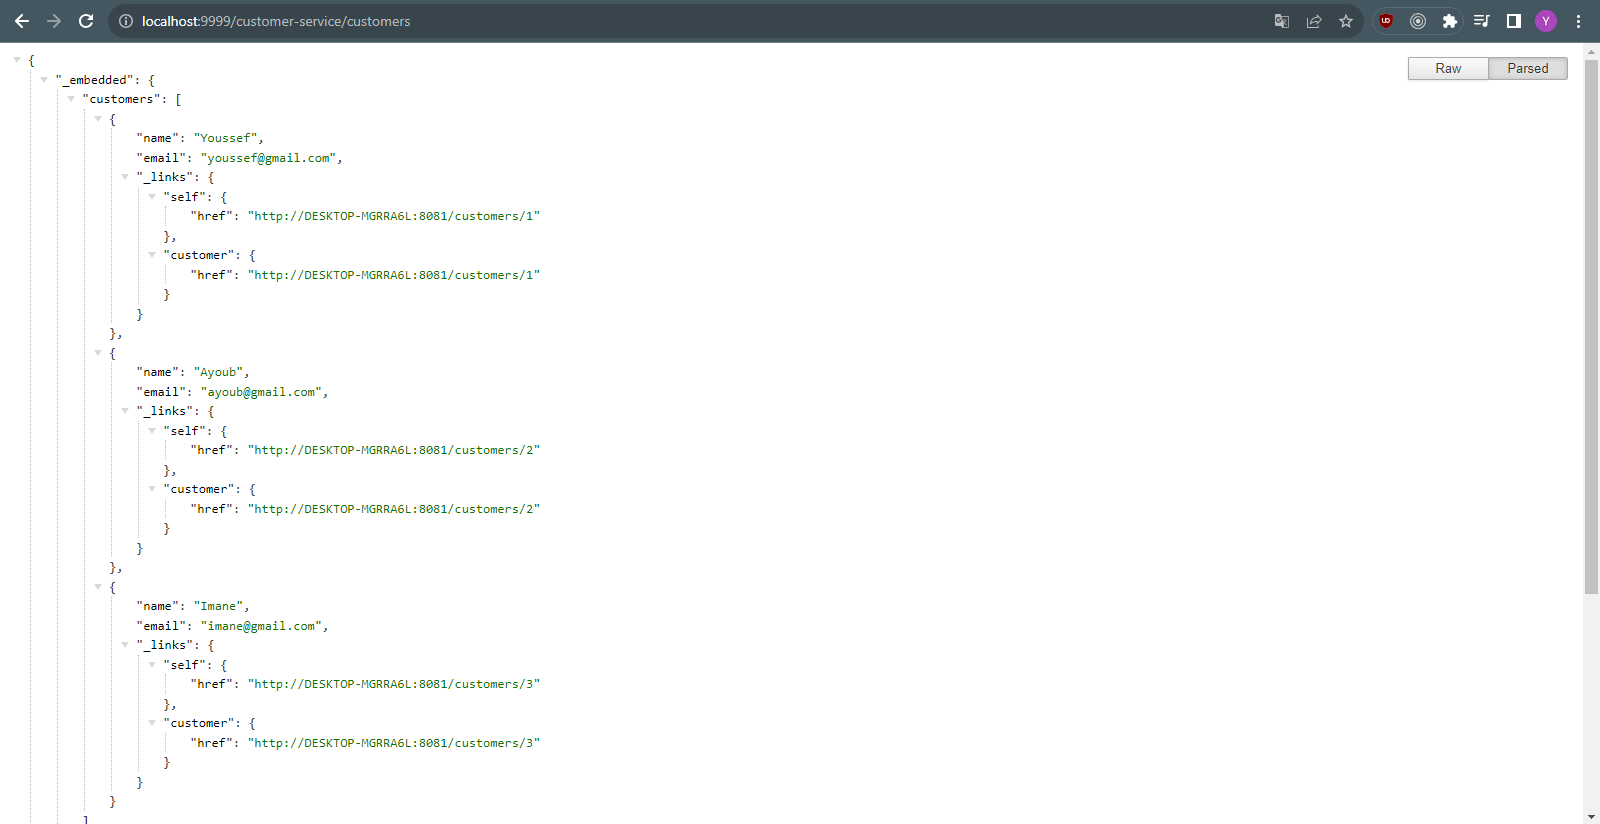 localhost:9999/customer-service/customers
Y
Raw Parsed
{
"_embedded": {
"customers": [
{
"name": "Youssef",
"email": "youssef@gmail.com",
"_links": {
"self": {
"href": "http://DESKTOP-MGRRA6L:8081/customers/1"
},
"customer": {
"href": "http://DESKTOP-MGRRA6L:8081/customers/1"
}
}
},
{
"name": "Ayoub",
"email": "ayoub@gmail.com",
"_links": {
"self": {
"href": "http://DESKTOP-MGRRA6L:8081/customers/2"
},
"customer": {
"href": "http://DESKTOP-MGRRA6L:8081/customers/2"
}
}
},
{
"name": "Imane",
"email": "imane@gmail.com",
"_links": {
"self": {
"href": "http://DESKTOP-MGRRA6L:8081/customers/3"
},
"customer": {
"href": "http://DESKTOP-MGRRA6L:8081/customers/3"
}
}
}
]